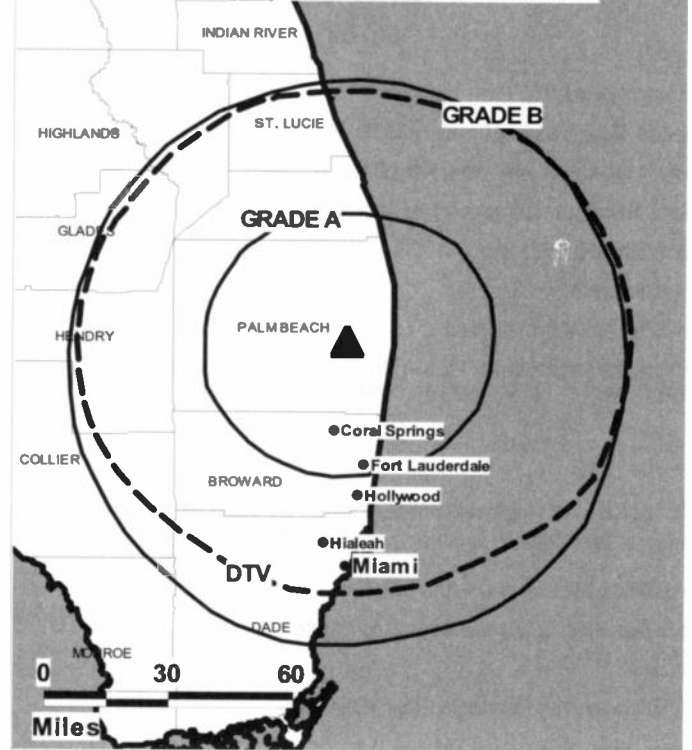 INDIAN RIVER
GRADE B
ST. LUCIE
HIGHLANDS
GRADE A
GLADES
PALM BEACH
HENDRY
Coral Springs
COLLIER
Fort Lauderdale
BROWARD
Hollywood
Hialeah
Miami
DTV
DADE
MONROE
0 30 60
Miles